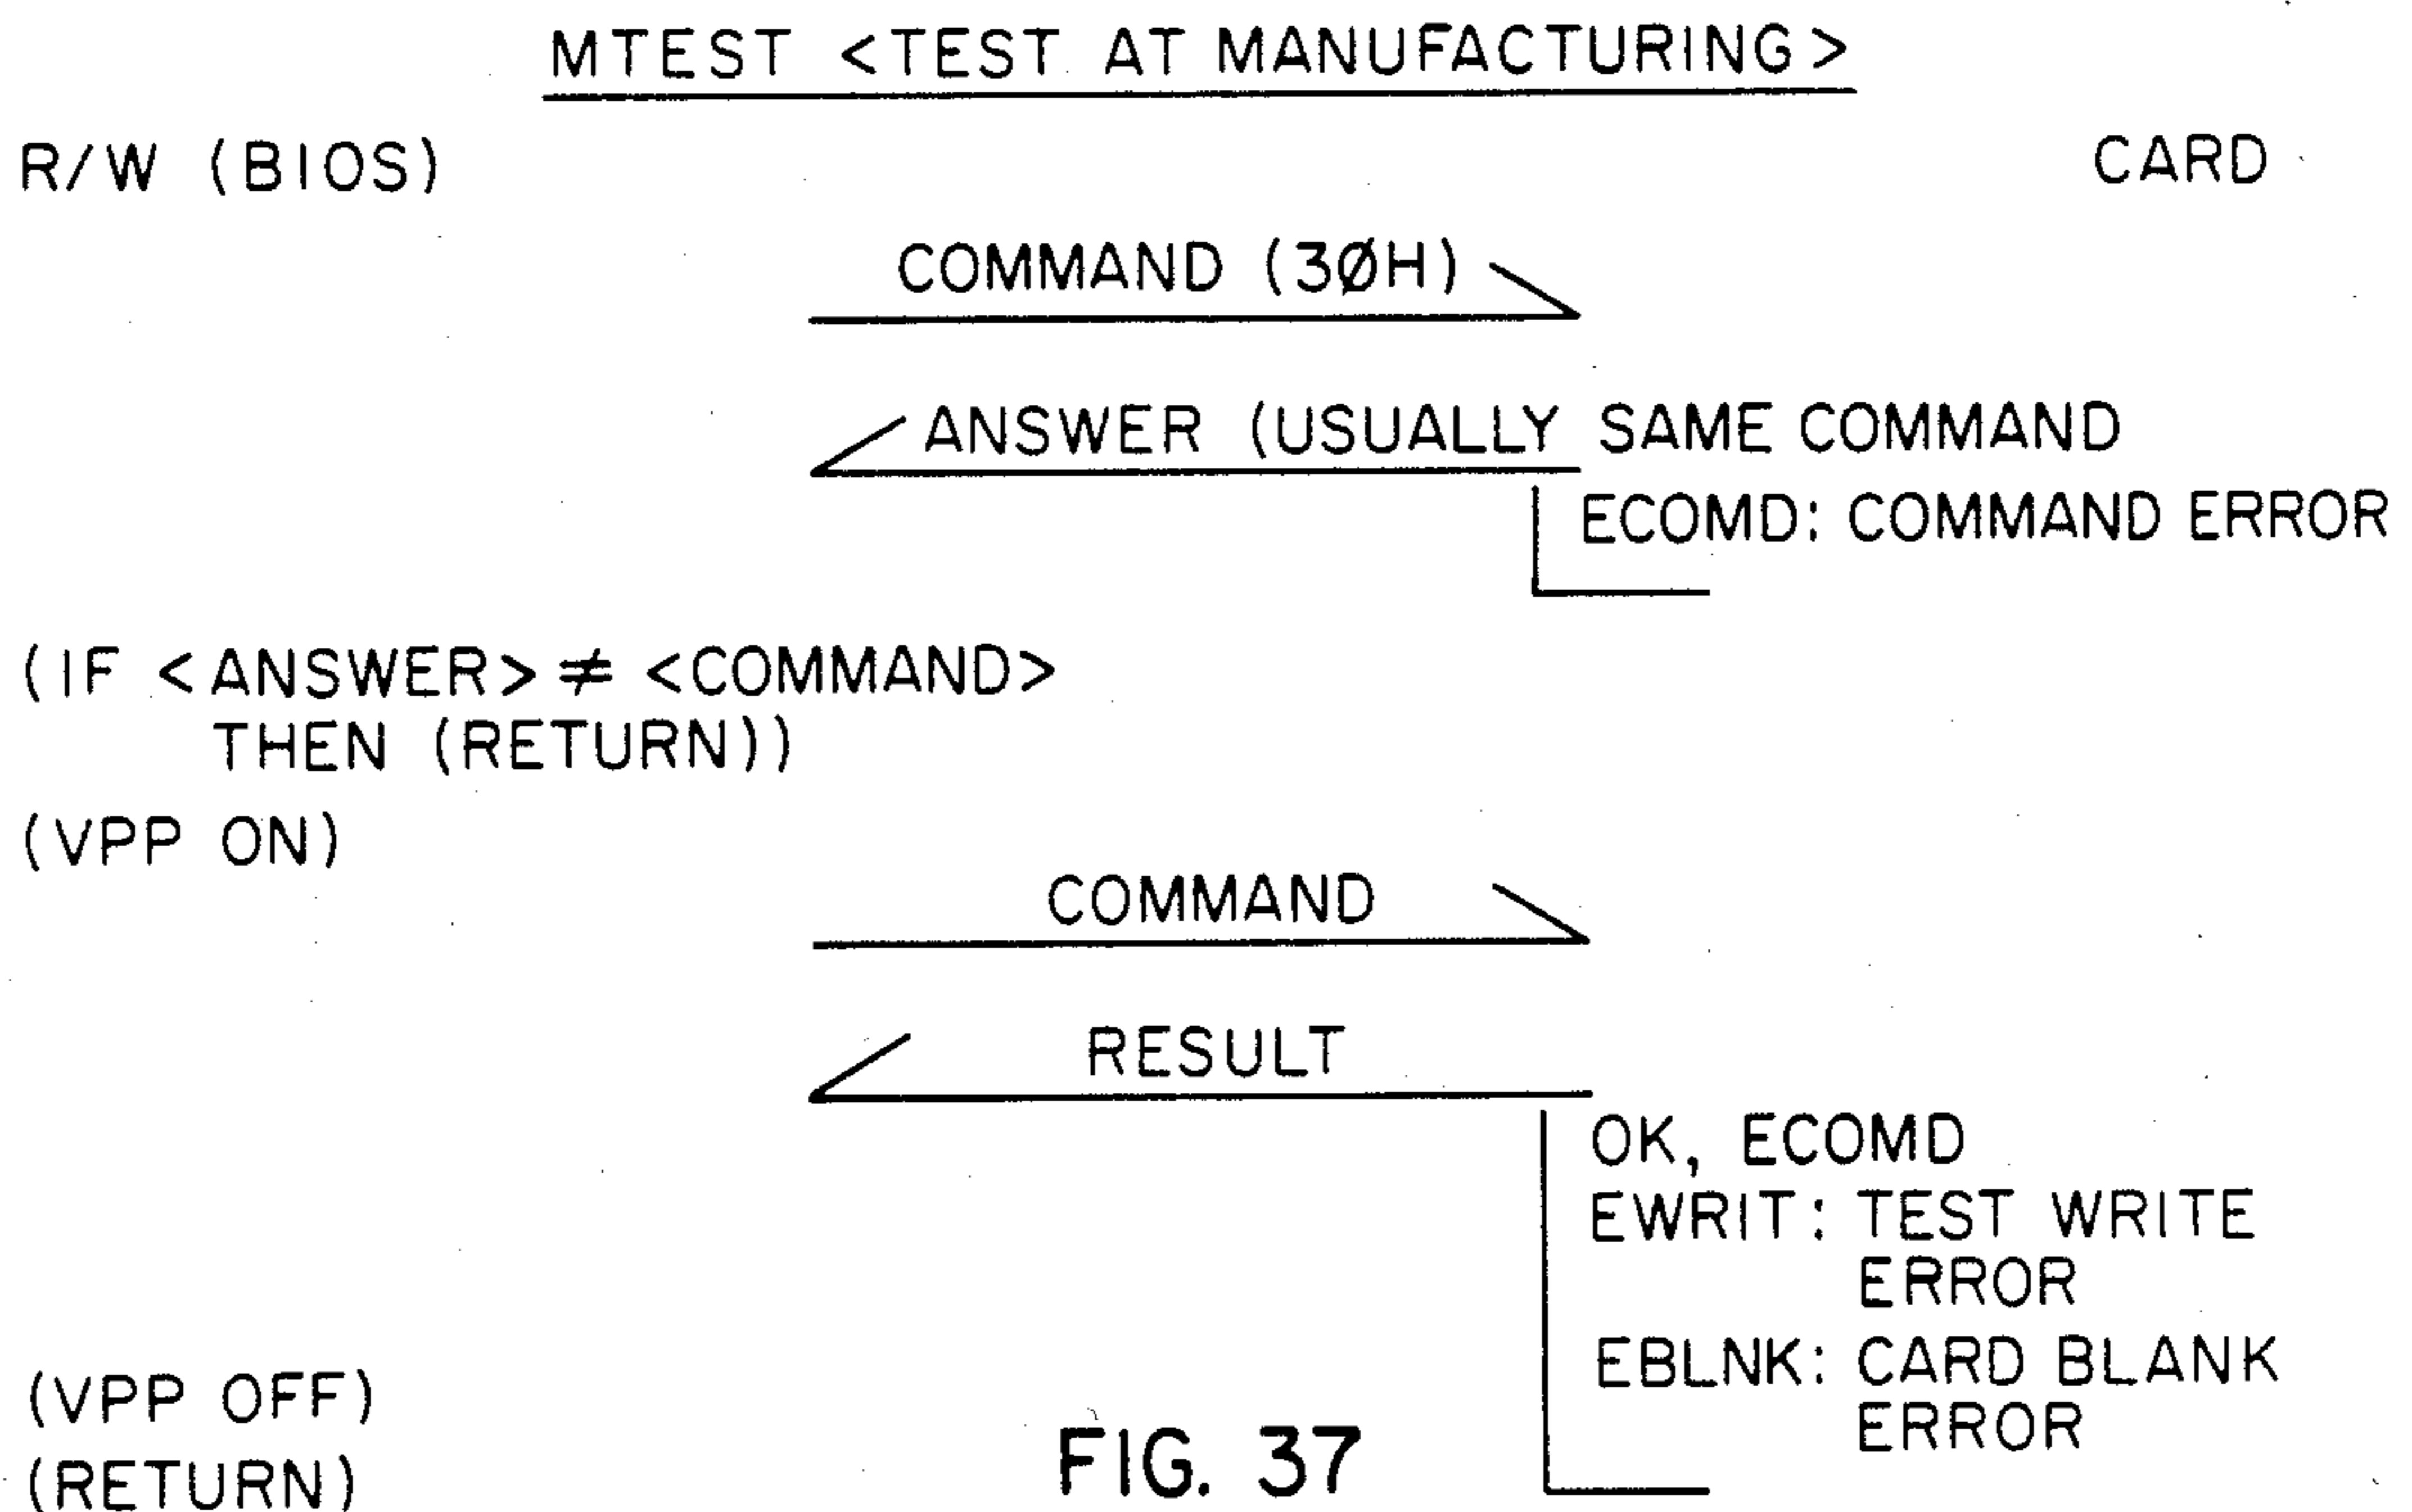 MTEST <TEST AT MANUFACTURING>
R/W (BIOS)
CARD
COMMAND (3ØH)
ANSWER (USUALLY SAME COMMAND
ECOMD: COMMAND ERROR
(IF <ANSWER> ≠ <COMMAND>
THEN (RETURN))
(VPP ON)
COMMAND
RESULT
OK, ECOMD
EWRIT: TEST WRITE
ERROR
EBLNK: CARD BLANK
ERROR
(VPP OFF)
(RETURN)
FIG. 37